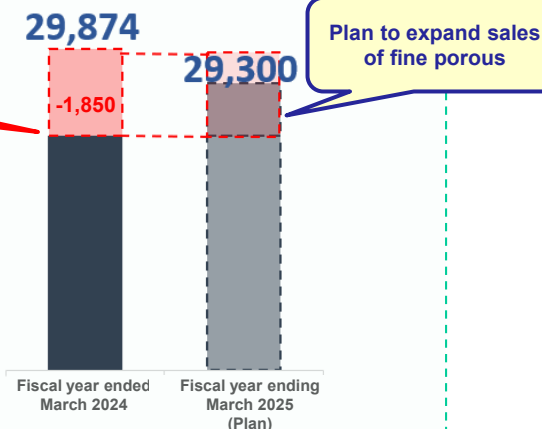 29,874
Plan to expand sales
of fine porous
29,300
-1,850
Fiscal year ended
March 2024
Fiscal year ending
March 2025
(Plan)